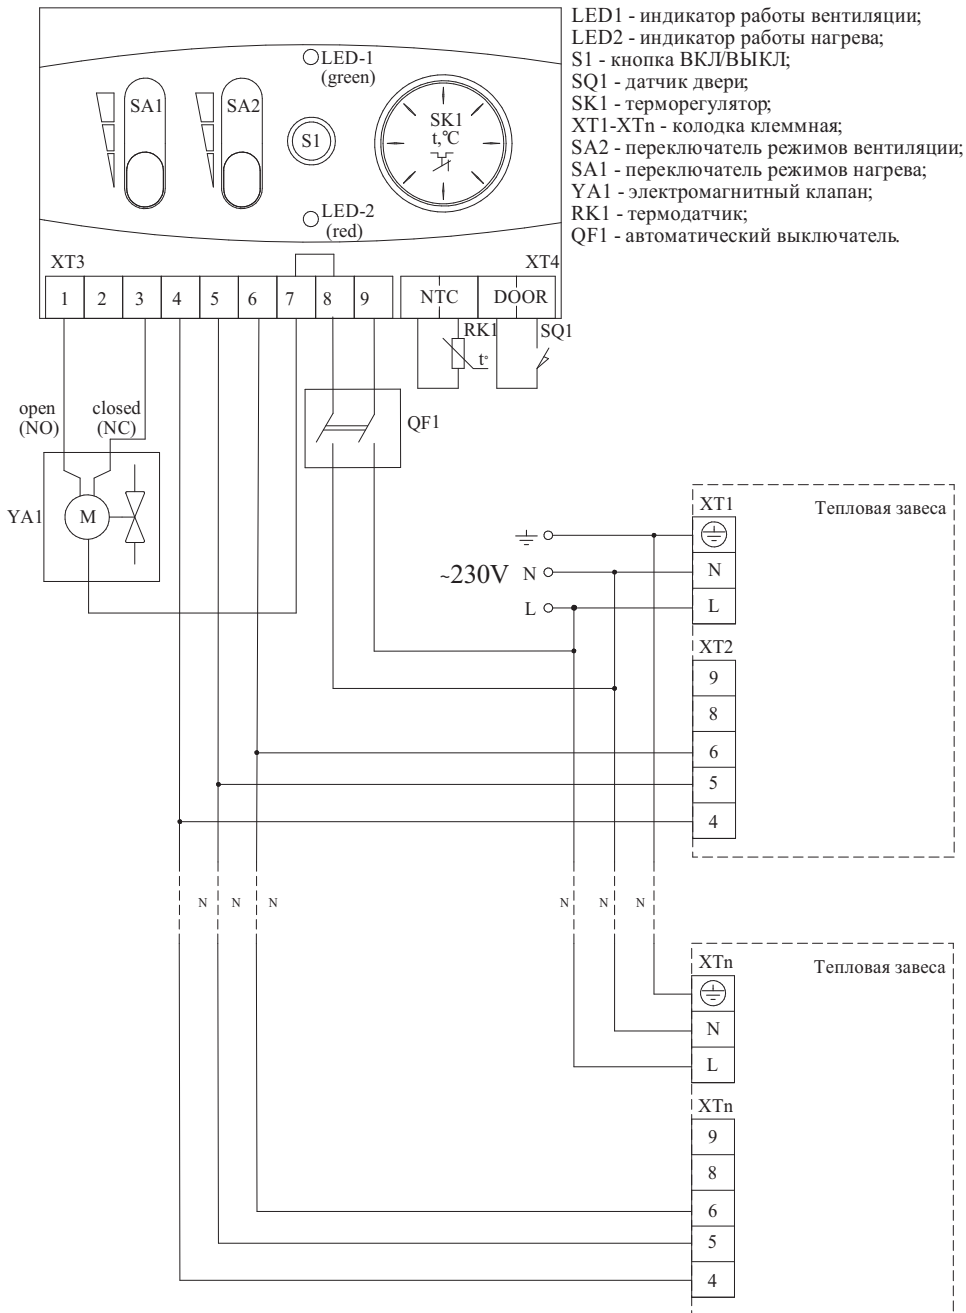 LED1 - индикатор работы вентиляции;
LED2 - индикатор работы нагрева;
S1 - кнопка ВКЛ/ВЫКЛ;
SQ1 - датчик двери;
SK1 - терморегулятор;
XT1-XTn - колодка клеммная;
SA2 - переключатель режимов вентиляции;
SA1 - переключатель режимов нагрева;
YA1 - электромагнитный клапан;
RK1 - термодатчик;
QF1 - автоматический выключатель.
LED-1
(green)
SA1
SA2
S1
SK1
t,°C
LED-2
(red)
XT3
XT4
1 2 3 4 5 6 7 8 9
NTC DOOR
RK1
t°
SQ1
open
(NO)
closed
(NC)
QF1
YA1
M
~230V
N
L
XT1
Тепловая завеса
N
L
XT2
9
8
6
5
4
N N N N N N
XTn
Тепловая завеса
N
L
XTn
9
8
6
5
4